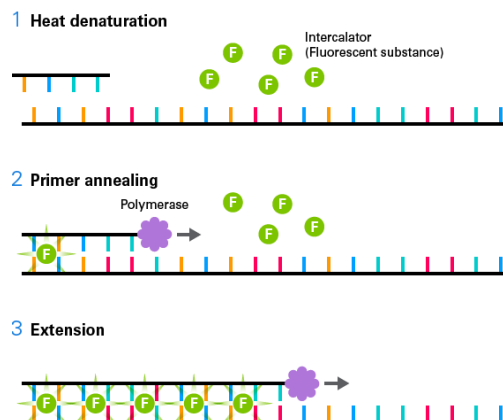 1 Heat denaturation
Intercalator
(Fluorescent substance)
F
F
F
F
F
2 Primer annealing
Polymerase
F
F
F
F
F
3 Extension
F
F
F
F
F